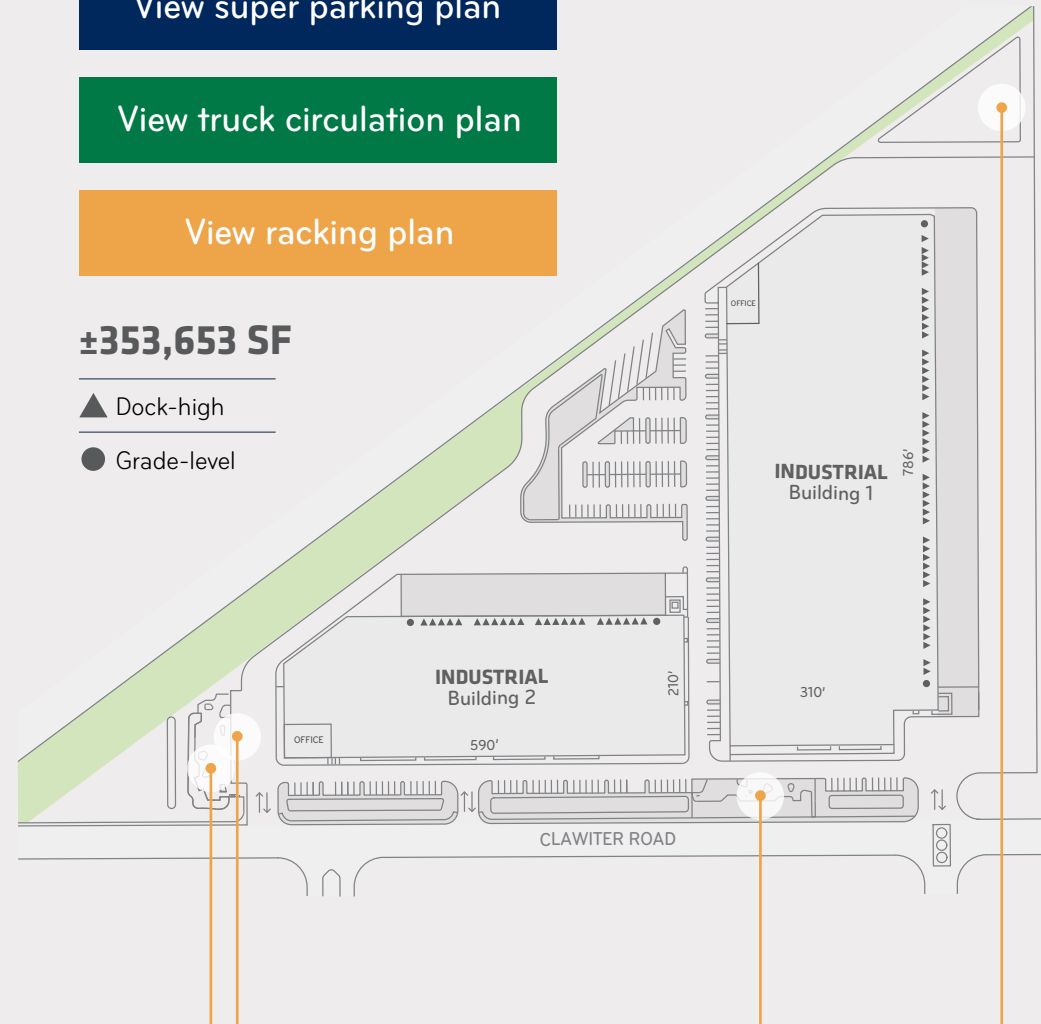 View super parking plan
View truck circulation plan
View racking plan
±353,653 SF
Dock-high
Grade-level
OFFICE
INDUSTRIAL
Building 1
786'
310'
INDUSTRIAL
Building 2
210'
OFFICE
590'
CLAWITER ROAD